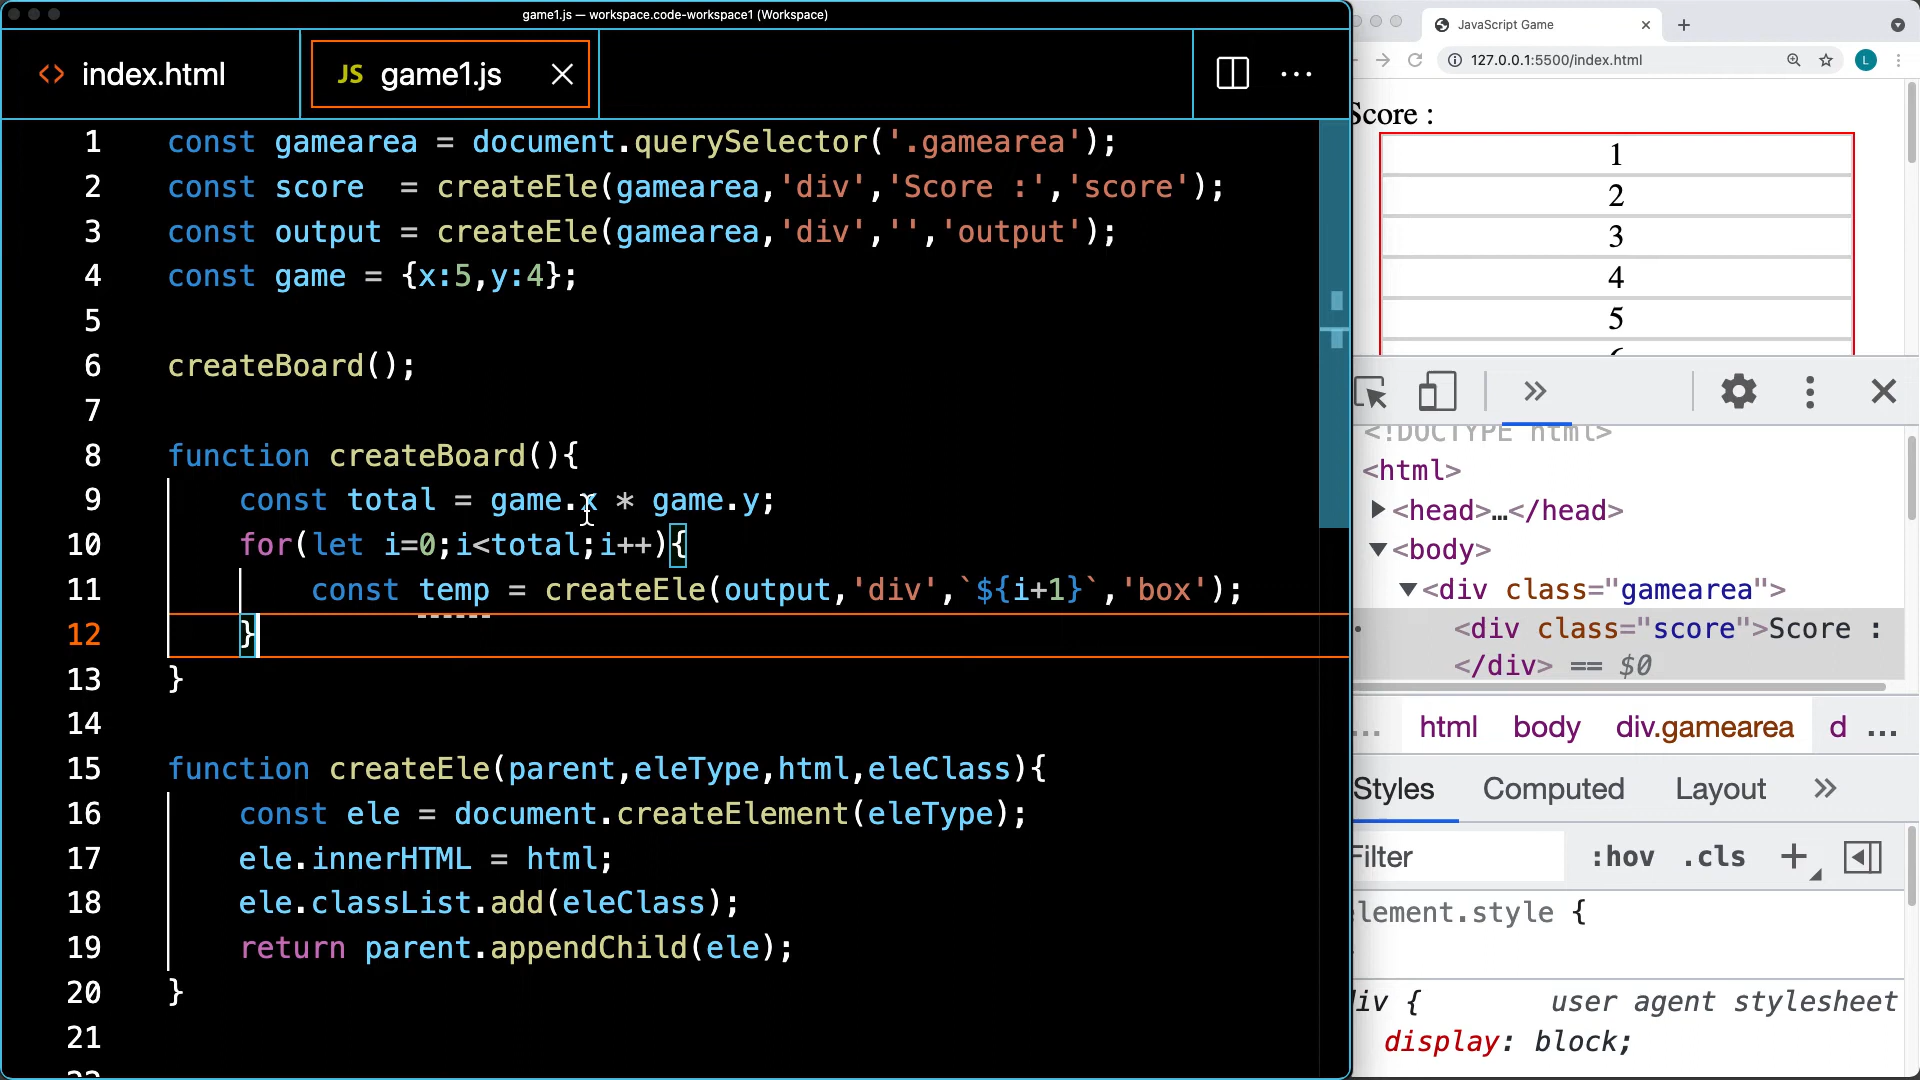 game1.js — workspace.code-workspace1 (Workspace)
<> index.html
JS game1.js
1 const gamearea = document.querySelector('.gamearea');
2 const score  = createEle(gamearea,'div','Score :','score');
3 const output = createEle(gamearea,'div','','output');
4 const game = {x:5,y:4};
5
6 createBoard();
7
8 function createBoard(){
9     const total = game.x * game.y;
10     for(let i=0;i<total;i++){
11         const temp = createEle(output,'div',`${i+1}`,'box');
12     }
13 }
14
15 function createEle(parent,eleType,html,eleClass){
16     const ele = document.createElement(eleType);
17     ele.innerHTML = html;
18     ele.classList.add(eleClass);
19     return parent.appendChild(ele);
20 }
21
JavaScript Game
127.0.0.1:5500/index.html
L
Score :
1
2
3
4
5
<!DOCTYPE html>
<html>
<head>…</head>
<body>
<div class="gamearea">
<div class="score">Score :
</div> == $0
... html body div.gamearea d ...
Styles Computed Layout
Filter :hov .cls
element.style {
div { user agent stylesheet
display: block;